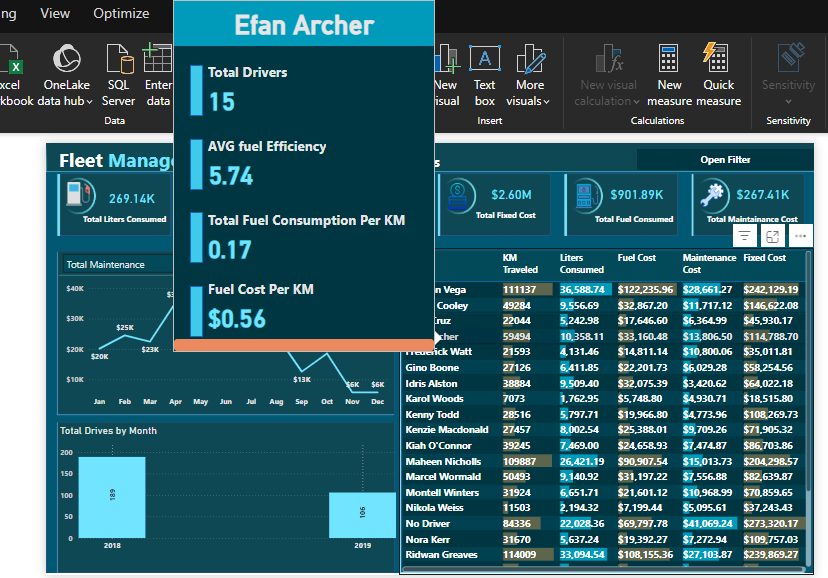 ng View Optimize
Efan Archer
Total Drivers
15
AVG fuel Efficiency
5.74
Total Fuel Consumption Per KM
0.17
Fuel Cost Per KM
$0.56
xcel
kbook
OneLake
data hub
SQL
Server
Enter
data
Data
New
isual
Text
box
More
visuals
Insert
New visual
calculation
New
measure
Quick
measure
Calculations
Sensitivity
Sensitivity
Fleet Manag
s
Open Filter
269.14K
Total Liters Consumed
$2.60M
Total Fixed Cost
$901.89K
Total Fuel Consumed
$267.41K
Total Maintainance Cost
Total Maintenance
$40K
$30K
$20K
$10K
$20K
$25K
$23K
$3
$13K
$6K
$6K
Jan Feb Mar Apr May Jun Jul Aug Sep Oct Nov Dec
Total Drives by Month
200
150
100
50
0
189
106
2018 2019
KM Traveled Liters Consumed Fuel Cost Maintenance Cost Fixed Cost
n Vega 111137 36,588.74 $122,235.96 $28,661.27 $242,129.19
Cooley 49284 9,556.69 $32,867.20 $11,717.12 $146,622.08
ruz 22044 5,242.98 $17,646.60 $6,364.99 $45,930.17
cher 59494 10,358.11 $33,160.48 $13,806.50 $114,788.70
Frederick Watt 21593 4,131.46 $14,811.14 $10,800.06 $35,011.81
Gino Boone 27126 6,411.85 $22,201.73 $6,029.28 $58,254.56
Idris Alston 38884 9,509.40 $32,075.39 $3,420.62 $64,022.18
Karol Woods 7073 1,762.95 $5,748.80 $4,930.71 $18,515.80
Kenny Todd 28516 5,797.71 $19,966.80 $4,773.96 $108,269.73
Kenzie Macdonald 27457 8,002.54 $25,388.01 $9,709.26 $71,905.32
Kiah O'Connor 39245 7,469.00 $24,658.93 $7,474.87 $86,703.86
Maheen Nicholls 109887 26,421.19 $90,907.54 $15,013.73 $204,298.57
Marcel Wormald 50493 9,140.92 $31,197.22 $7,556.88 $82,639.87
Montell Winters 31924 6,651.71 $21,601.12 $10,968.99 $70,859.65
Nikola Weiss 11503 2,194.32 $7,199.44 $5,095.61 $37,243.43
No Driver 84336 22,028.36 $69,797.78 $41,069.24 $273,320.17
Nora Kerr 31670 5,637.24 $19,392.27 $7,272.94 $109,757.03
Ridwan Greaves 114009 33,094.54 $108,155.36 $27,103.87 $239,869.27